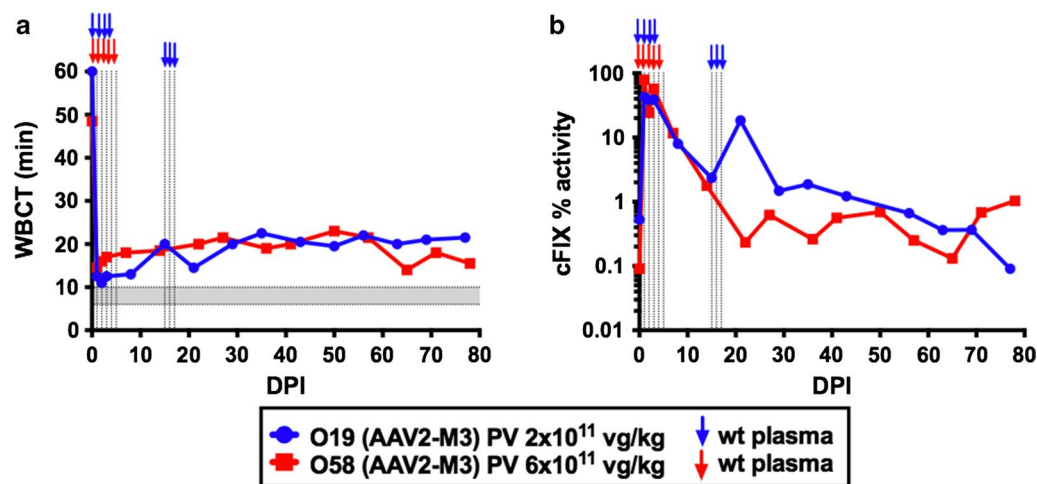 a
60
50
40
30
20
10
0
WBCT (min)
0 10 20 30 40 50 60 70 80
DPI
b
100
10
1
0.1
0.01
cFIX % activity
0 10 20 30 40 50 60 70 80
DPI
O19 (AAV2-M3) PV 2x10¹¹ vg/kg wt plasma
O58 (AAV2-M3) PV 6x10¹¹ vg/kg wt plasma